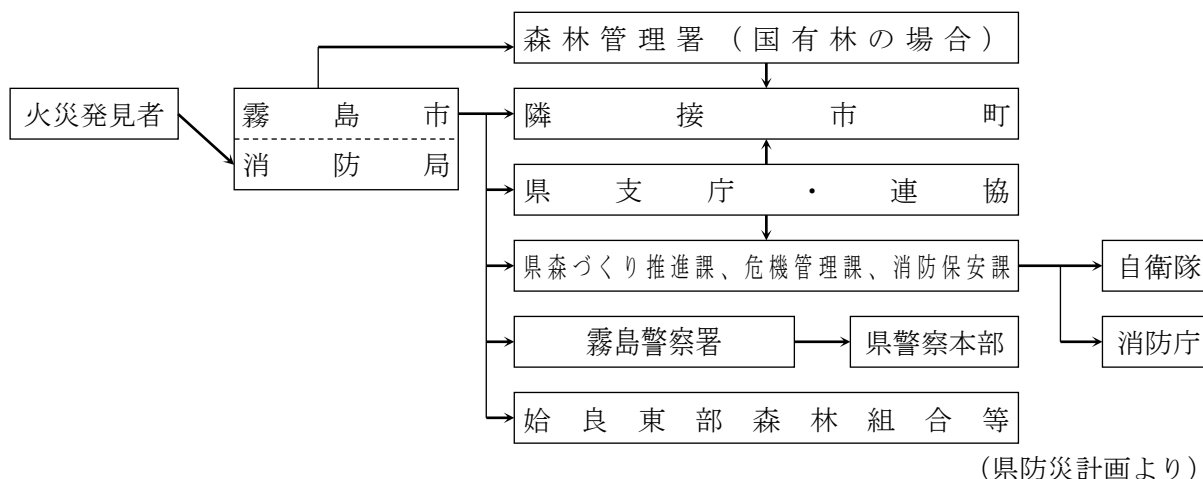 森林管理署（国有林の場合）
火災発見者
霧島市
消防局
隣接市町
県支庁・連協
県森づくり推進課、危機管理課、消防保安課
自衛隊
消防庁
霧島警察署
県警察本部
姶良東部森林組合等
（県防災計画より）